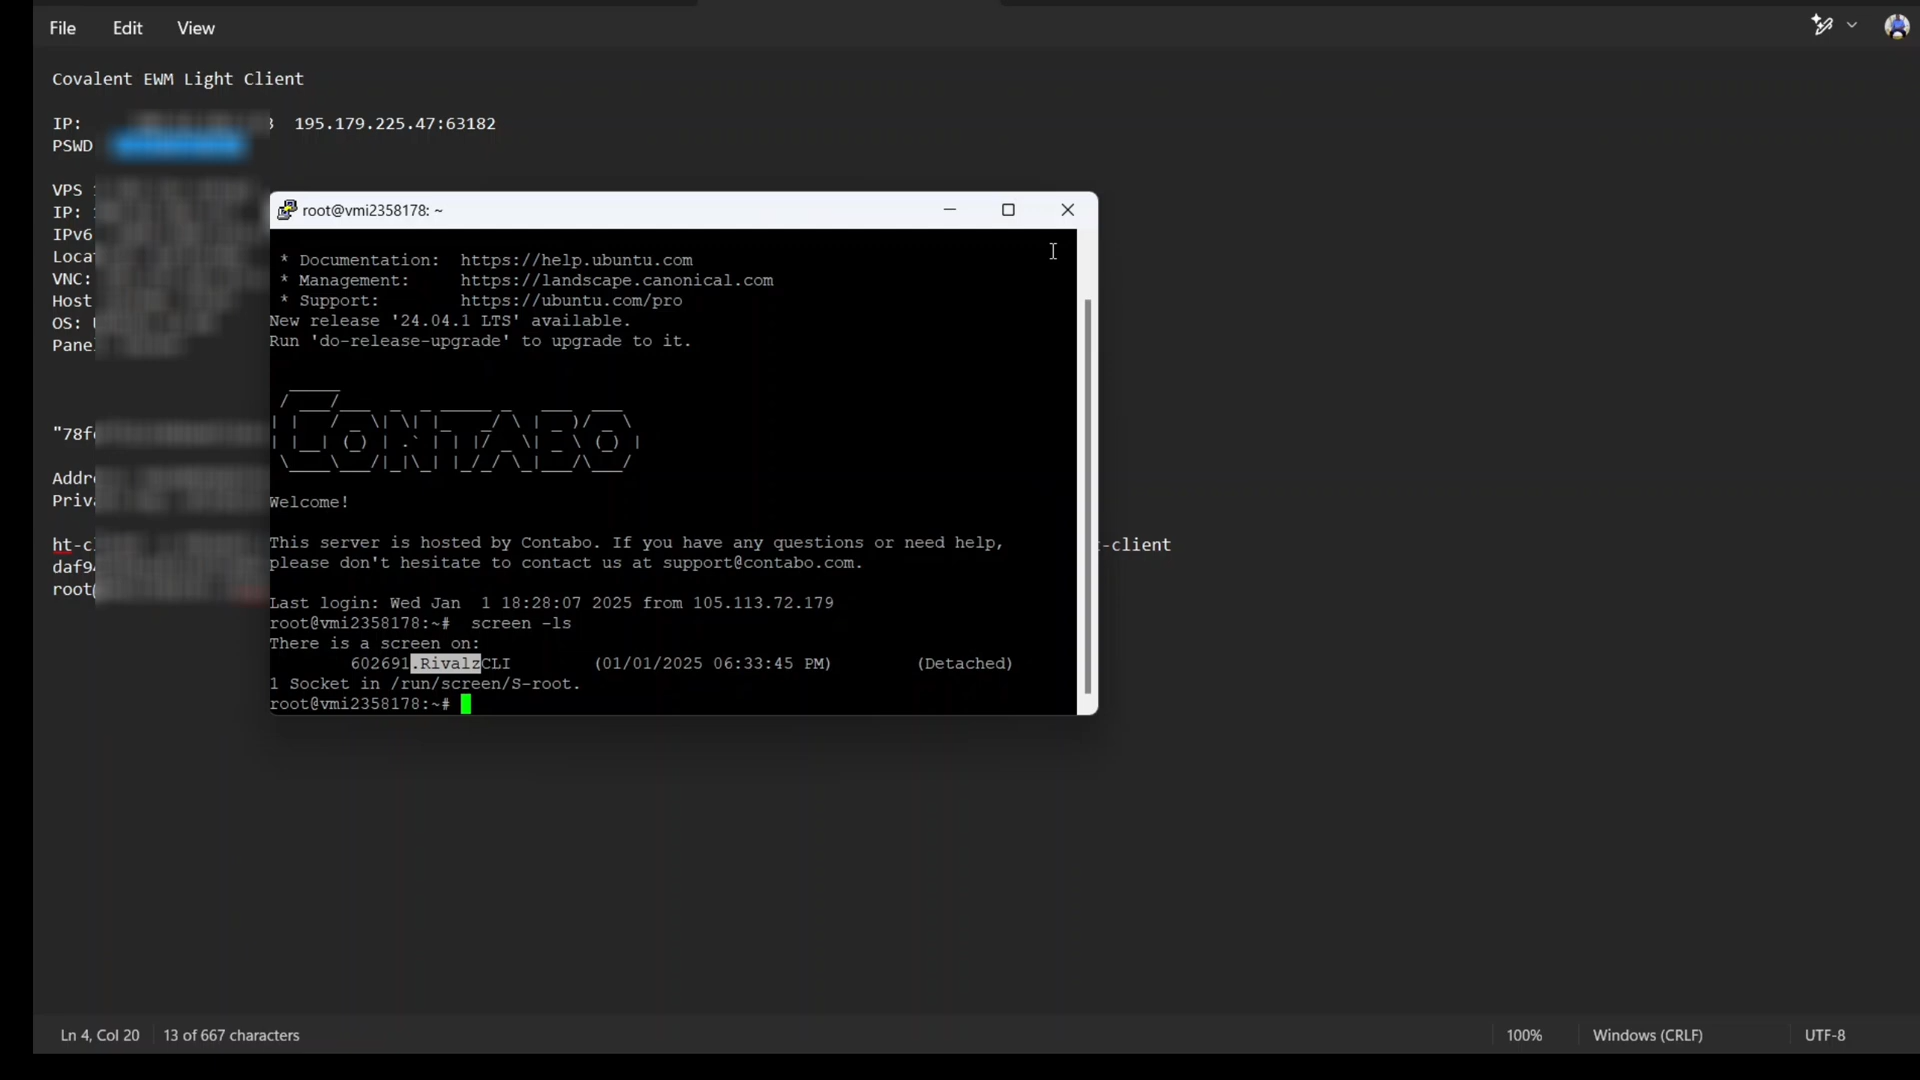 File Edit View
Covalent EWM Light Client
IP: 3 195.179.225.47:63182
PSWD
VPS
IP:
IPv6
VNC:
Host
OS:
root@vmi2358178: ~
* Documentation: https://help.ubuntu.com
* Management: https://landscape.canonical.com
* Support: https://ubuntu.com/pro
New release '24.04.1 LTS' available.
Run 'do-release-upgrade' to upgrade to it.
CONTABO
Welcome!
This server is hosted by Contabo. If you have any questions or need help,
please don't hesitate to contact us at support@contabo.com.
Last login: Wed Jan 1 18:28:07 2025 from 105.113.72.179
root@vmi2358178:~# screen -ls
There is a screen on:
602691.RivalzCLI (01/01/2025 06:33:45 PM) (Detached)
1 Socket in /run/screen/S-root.
root@vmi2358178:~#
"78f
Addr
Priv
ht-c -client
daf9
root@
Ln 4, Col 20 13 of 667 characters 100% Windows (CRLF) UTF-8